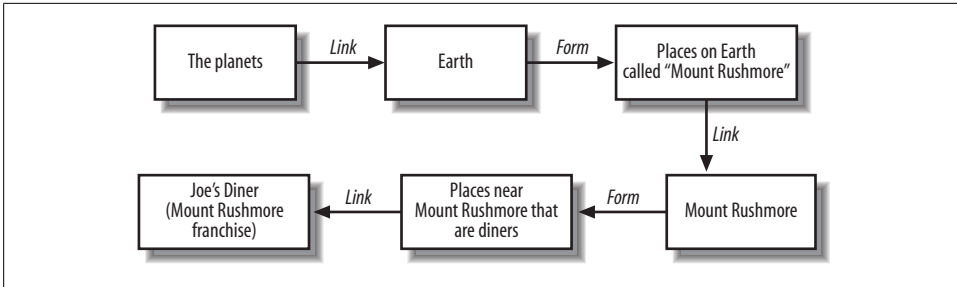 The planets
Link
Earth
Form
Places on Earth
called “Mount Rushmore”
Link
Mount Rushmore
Form
Places near
Mount Rushmore that
are diners
Link
Joe’s Diner
(Mount Rushmore
franchise)